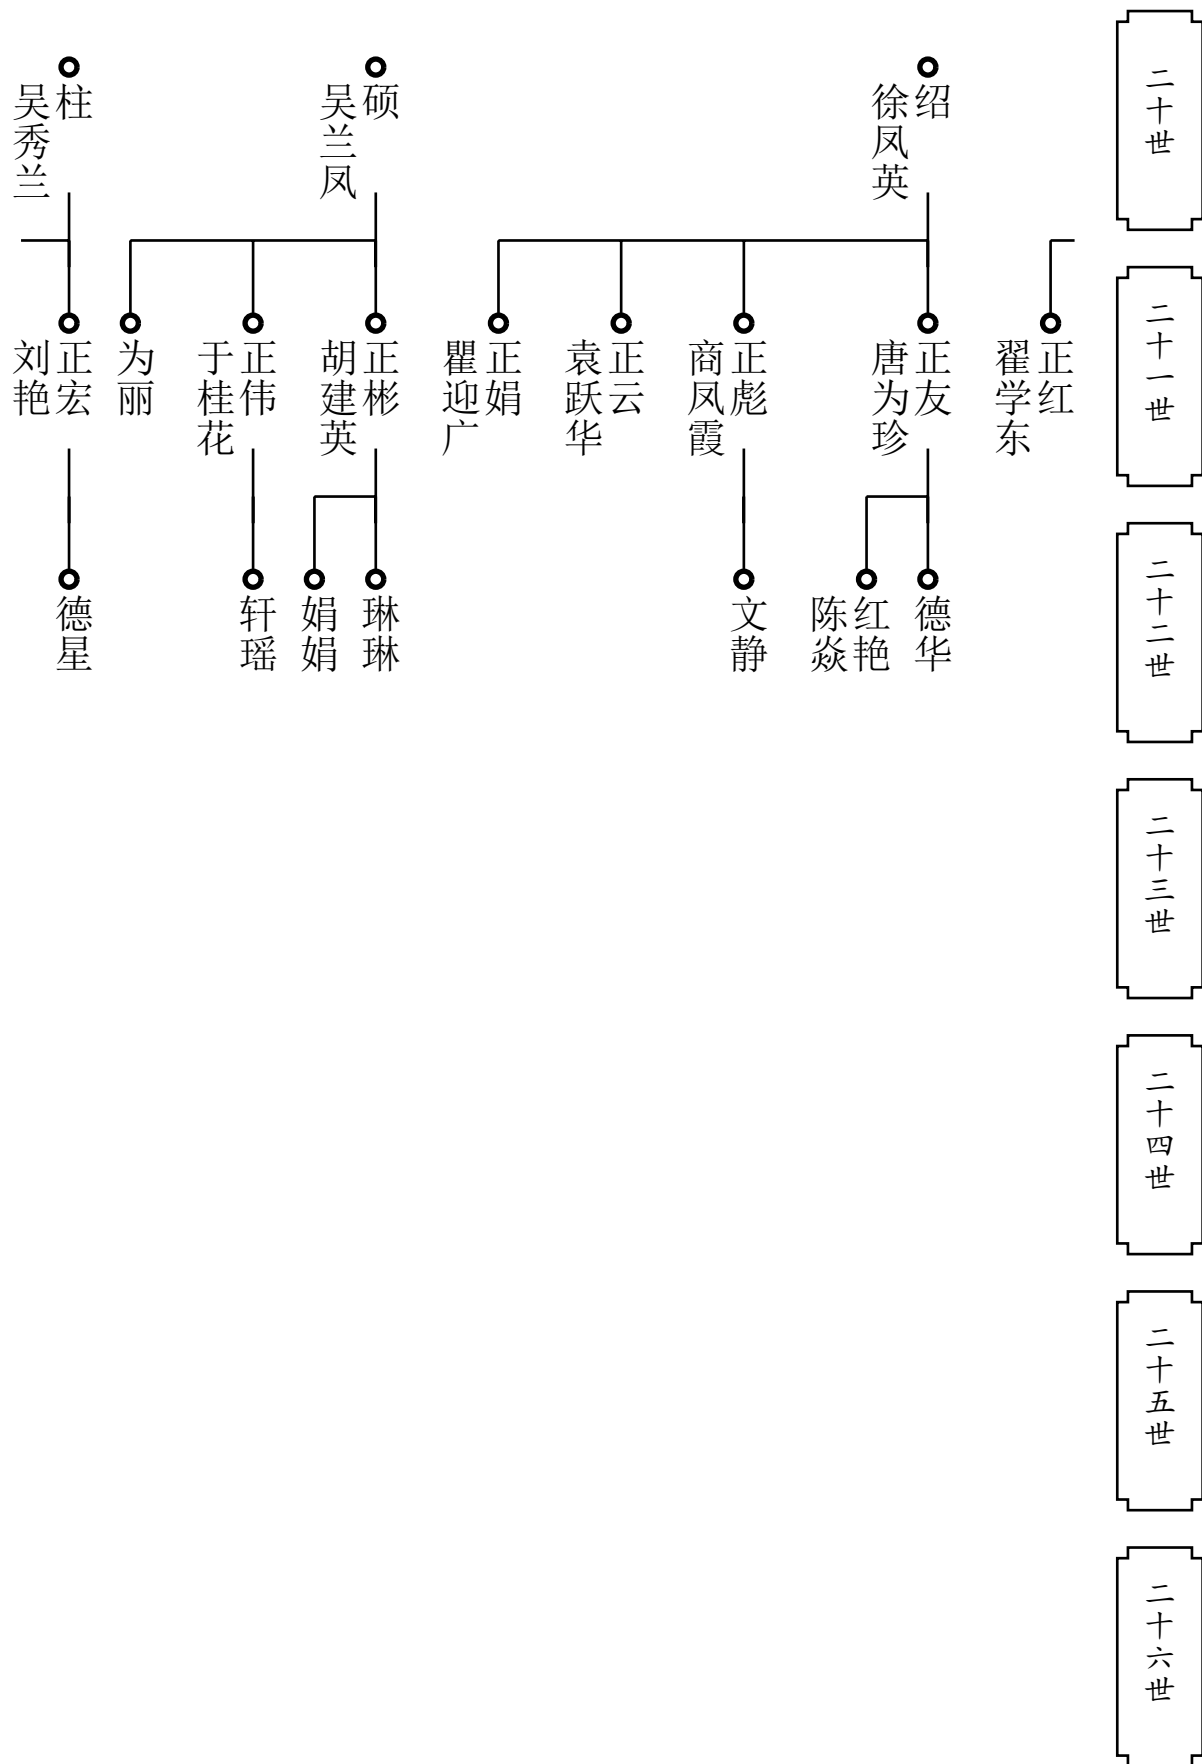 二十世
绍
徐凤英
硕
吴兰凤
柱
吴秀兰
二十一世
正红
翟学东
正友
唐为珍
正彪
商凤霞
正云
袁跃华
正娟
瞿迎广
正彬
胡建英
正伟
于桂花
为丽
正宏
刘艳
二十二世
德华
红艳
陈焱
文静
琳琳
娟娟
轩瑶
德星
二十三世
二十四世
二十五世
二十六世